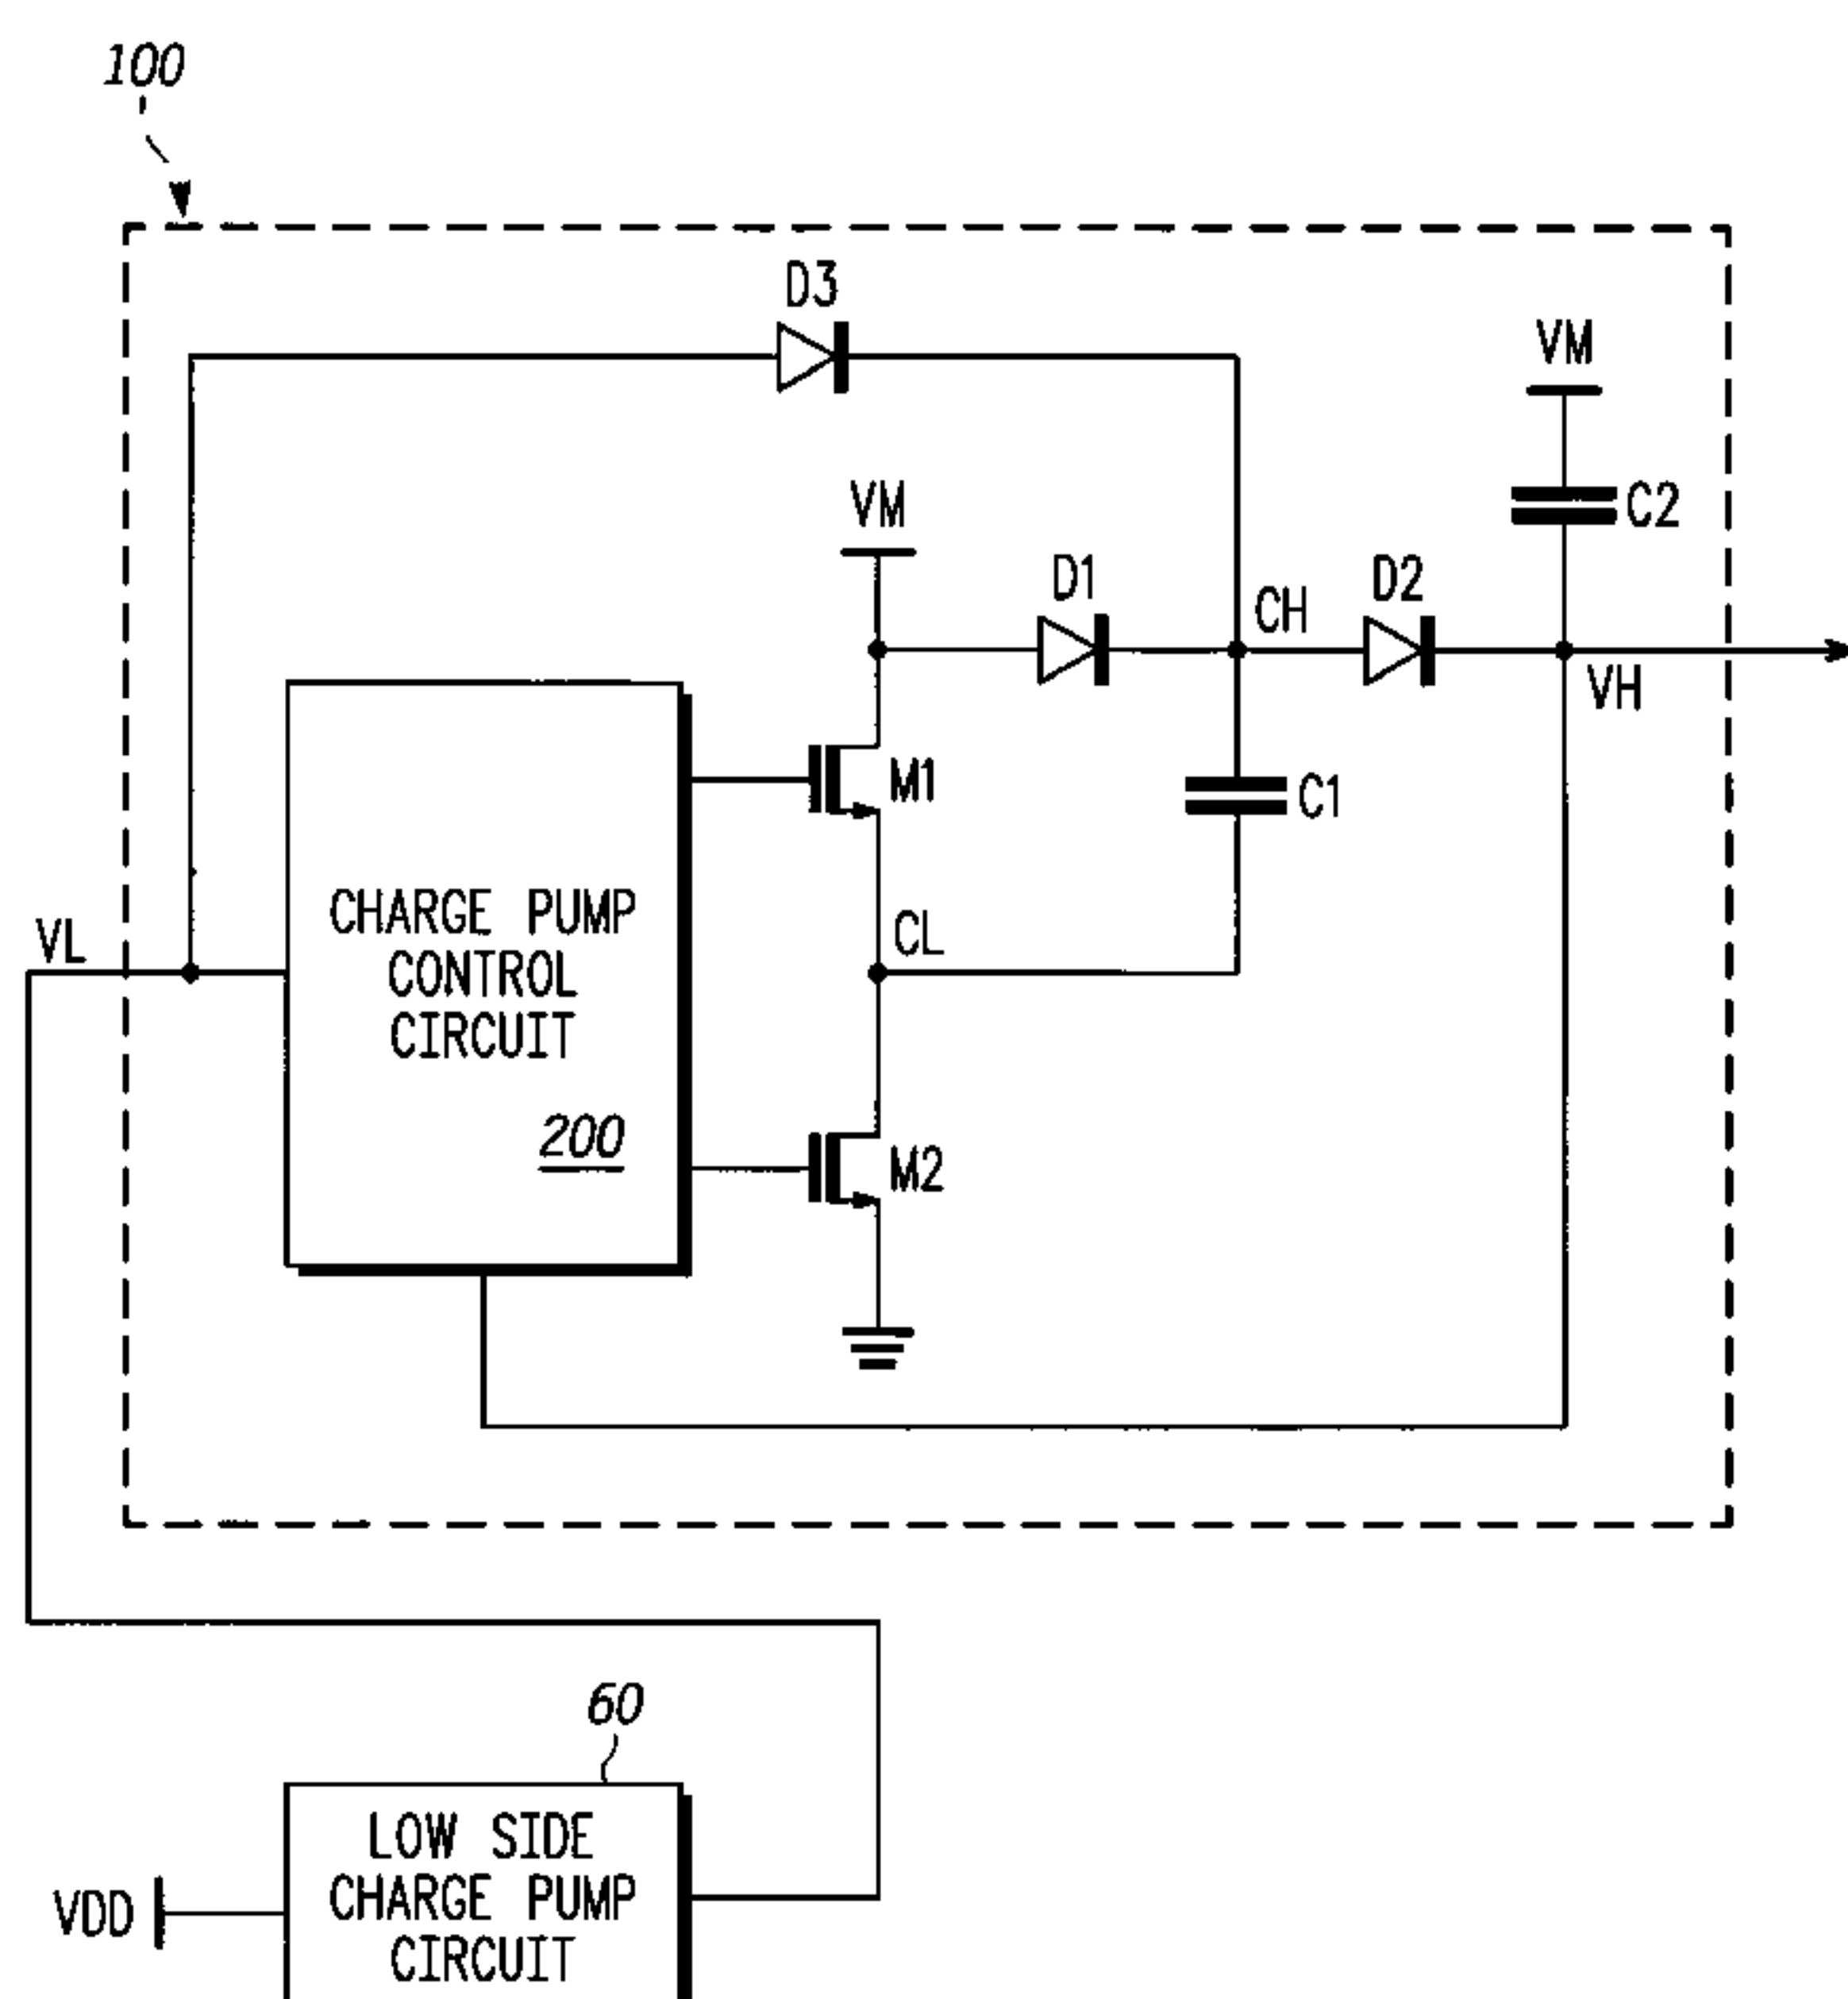 100
D3
VM
VM
C2
D1
CH
D2
VH
M1
C1
CHARGE PUMP
CONTROL
CIRCUIT
200
VL
CL
M2
60
LOW SIDE
CHARGE PUMP
CIRCUIT
VDD